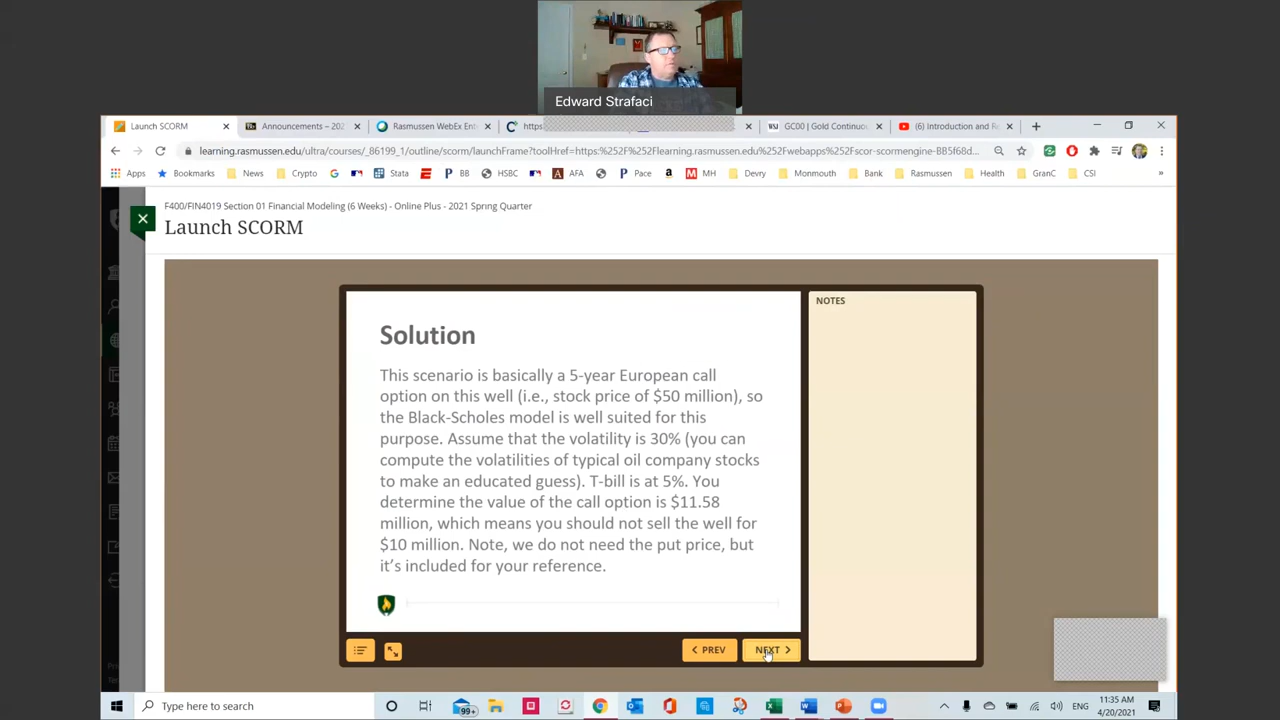 Edward Strafaci
Launch SCORM
Announcements – 202
Rasmussen WebEx Ent
https:
GC00 | Gold Continuou
(6) Introduction and Re
learning.rasmussen.edu/ultra/courses/_86199_1/outline/scorm/launchFrame?toolHref=https:%252F%252Flearning.rasmussen.edu%252Fwebapps%252Fscor-scormengine-BB5f68d...
Apps Bookmarks News Crypto Stata BB HSBC AFA Pace MH Devry Monmouth Bank Rasmussen Health GranC CSI »
F400/FIN4019 Section 01 Financial Modeling (6 Weeks) - Online Plus - 2021 Spring Quarter
Launch SCORM
Solution
This scenario is basically a 5-year European call
option on this well (i.e., stock price of $50 million), so
the Black-Scholes model is well suited for this
purpose. Assume that the volatility is 30% (you can
compute the volatilities of typical oil company stocks
to make an educated guess). T-bill is at 5%. You
determine the value of the call option is $11.58
million, which means you should not sell the well for
$10 million. Note, we do not need the put price, but
it's included for your reference.
NOTES
PREV
NEXT
Type here to search
99+
ENG
11:35 AM
4/20/2021